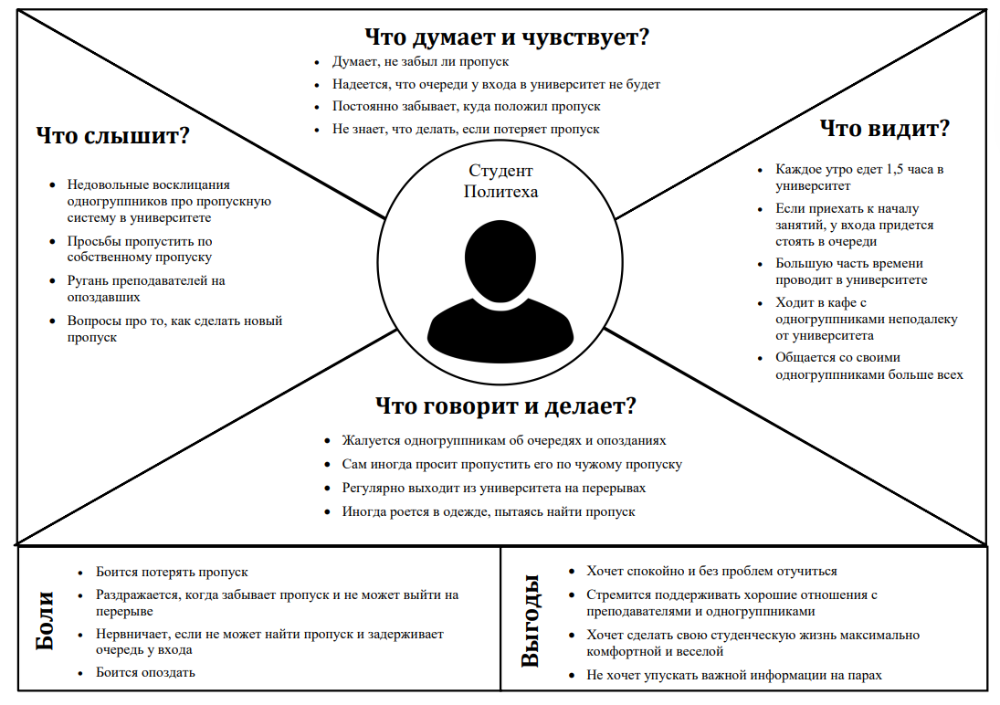 Что думает и чувствует?
• Думает, не забыл ли пропуск
• Надеется, что очереди у входа в университет не будет
• Постоянно забывает, куда положил пропуск
• Не знает, что делать, если потеряет пропуск
Что слышит?
• Недовольные восклицания
одногруппников про пропускную
систему в университете
• Просьбы пропустить по
собственному пропуску
• Ругань преподавателей на
опоздавших
• Вопросы про то, как сделать новый
пропуск
Студент
Политеха
Что видит?
• Каждое утро едет 1,5 часа в
университет
• Если приехать к началу
занятий, у входа придется
стоять в очереди
• Большую часть времени
проводит в университете
• Ходит в кафе с
одногруппниками неподалеку
от университета
• Общается со своими
одногруппниками больше всех
Что говорит и делает?
• Жалуется одногруппникам об очередях и опозданиях
• Сам иногда просит пропустить его по чужому пропуску
• Регулярно выходит из университета на перерывах
• Иногда роется в одежде, пытаясь найти пропуск
Боли
• Боится потерять пропуск
• Раздражается, когда забывает пропуск и не может выйти на
перерыве
• Нервничает, если не может найти пропуск и задерживает
очередь у входа
• Боится опоздать
Выгоды
• Хочет спокойно и без проблем отучиться
• Стремится поддерживать хорошие отношения с
преподавателями и одногруппниками
• Хочет сделать свою студенческую жизнь максимально
комфортной и веселой
• Не хочет упускать важной информации на парах